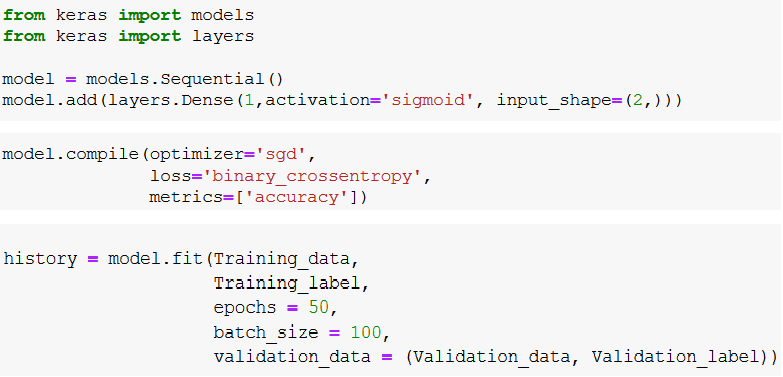 from keras import models
from keras import layers
model = models.Sequential()
model.add(layers.Dense(1,activation='sigmoid', input_shape=(2,)))
model.compile(optimizer='sgd',
loss='binary_crossentropy',
metrics=['accuracy'])
history = model.fit(Training_data,
Training_label,
epochs = 50,
batch_size = 100,
validation_data = (Validation_data, Validation_label))